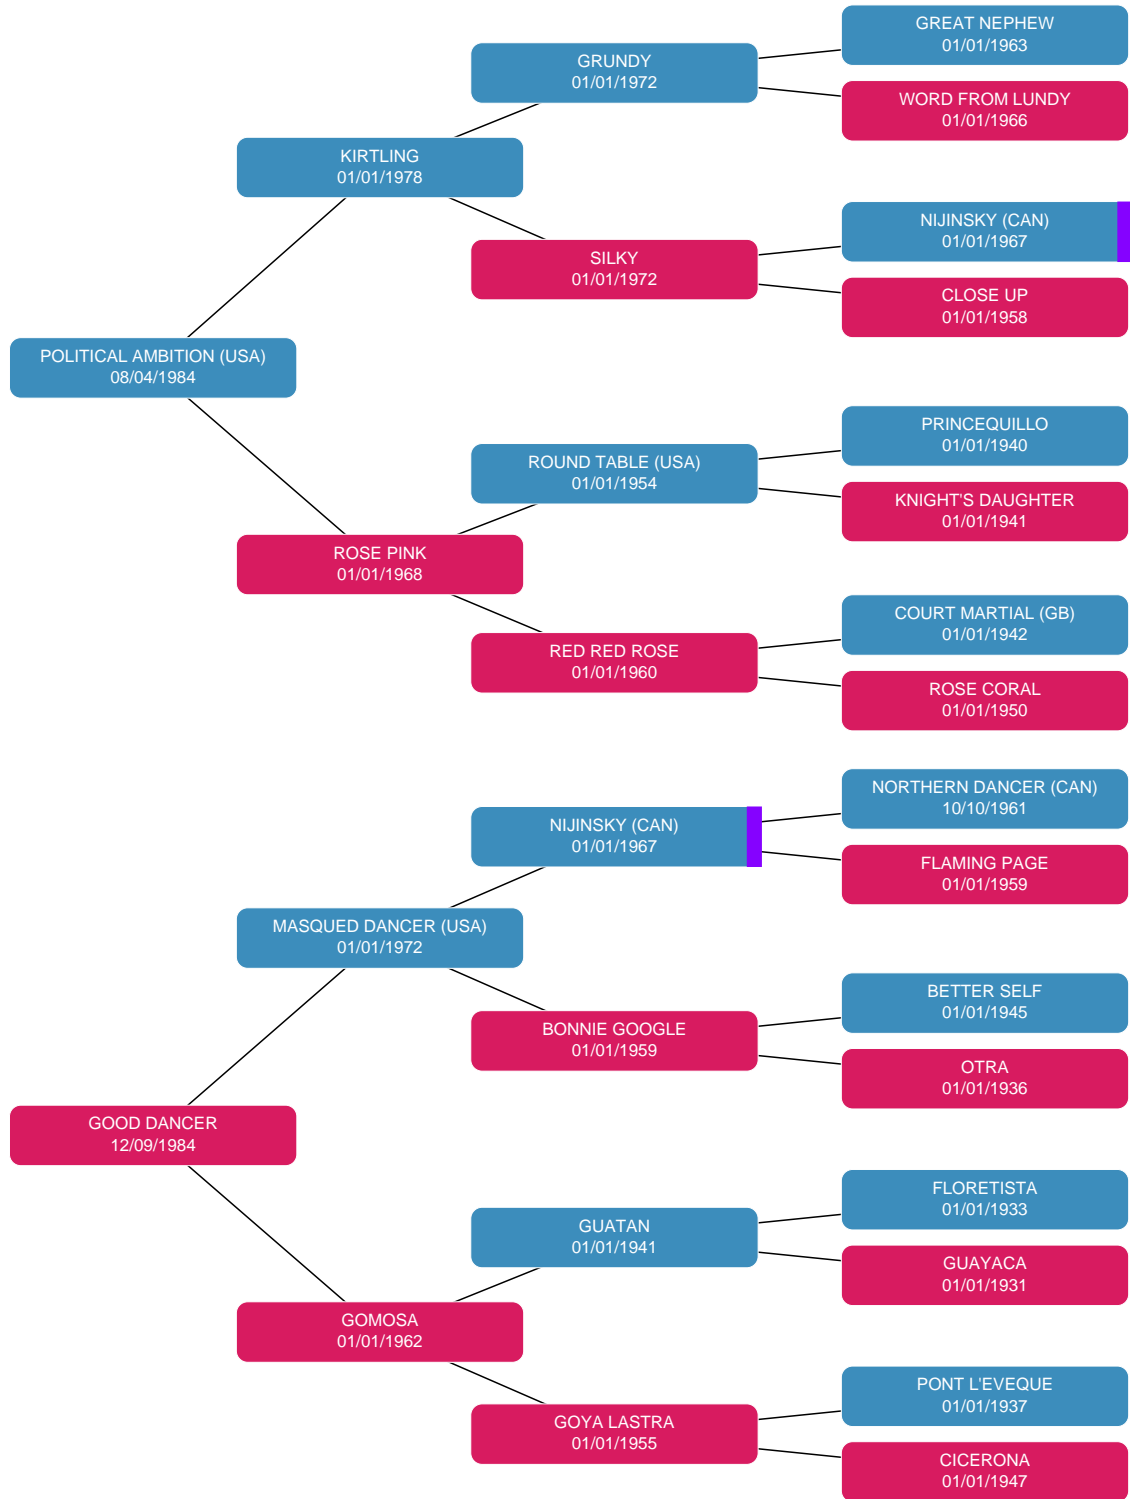 GREAT NEPHEW
01/01/1963
GRUNDY
01/01/1972
WORD FROM LUNDY
01/01/1966
KIRTLING
01/01/1978
NIJINSKY (CAN)
01/01/1967
SILKY
01/01/1972
CLOSE UP
01/01/1958
POLITICAL AMBITION (USA)
08/04/1984
PRINCEQUILLO
01/01/1940
ROUND TABLE (USA)
01/01/1954
KNIGHT'S DAUGHTER
01/01/1941
ROSE PINK
01/01/1968
COURT MARTIAL (GB)
01/01/1942
RED RED ROSE
01/01/1960
ROSE CORAL
01/01/1950
NORTHERN DANCER (CAN)
10/10/1961
NIJINSKY (CAN)
01/01/1967
FLAMING PAGE
01/01/1959
MASQUED DANCER (USA)
01/01/1972
BETTER SELF
01/01/1945
BONNIE GOOGLE
01/01/1959
OTRA
01/01/1936
GOOD DANCER
12/09/1984
FLORETISTA
01/01/1933
GUATAN
01/01/1941
GUAYACA
01/01/1931
GOMOSA
01/01/1962
PONT L'EVEQUE
01/01/1937
GOYA LASTRA
01/01/1955
CICERONA
01/01/1947